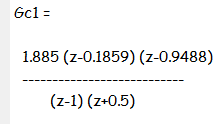 Gc1 =
1.885 (z-0.1859) (z-0.9488)
---------------------------
(z-1) (z+0.5)